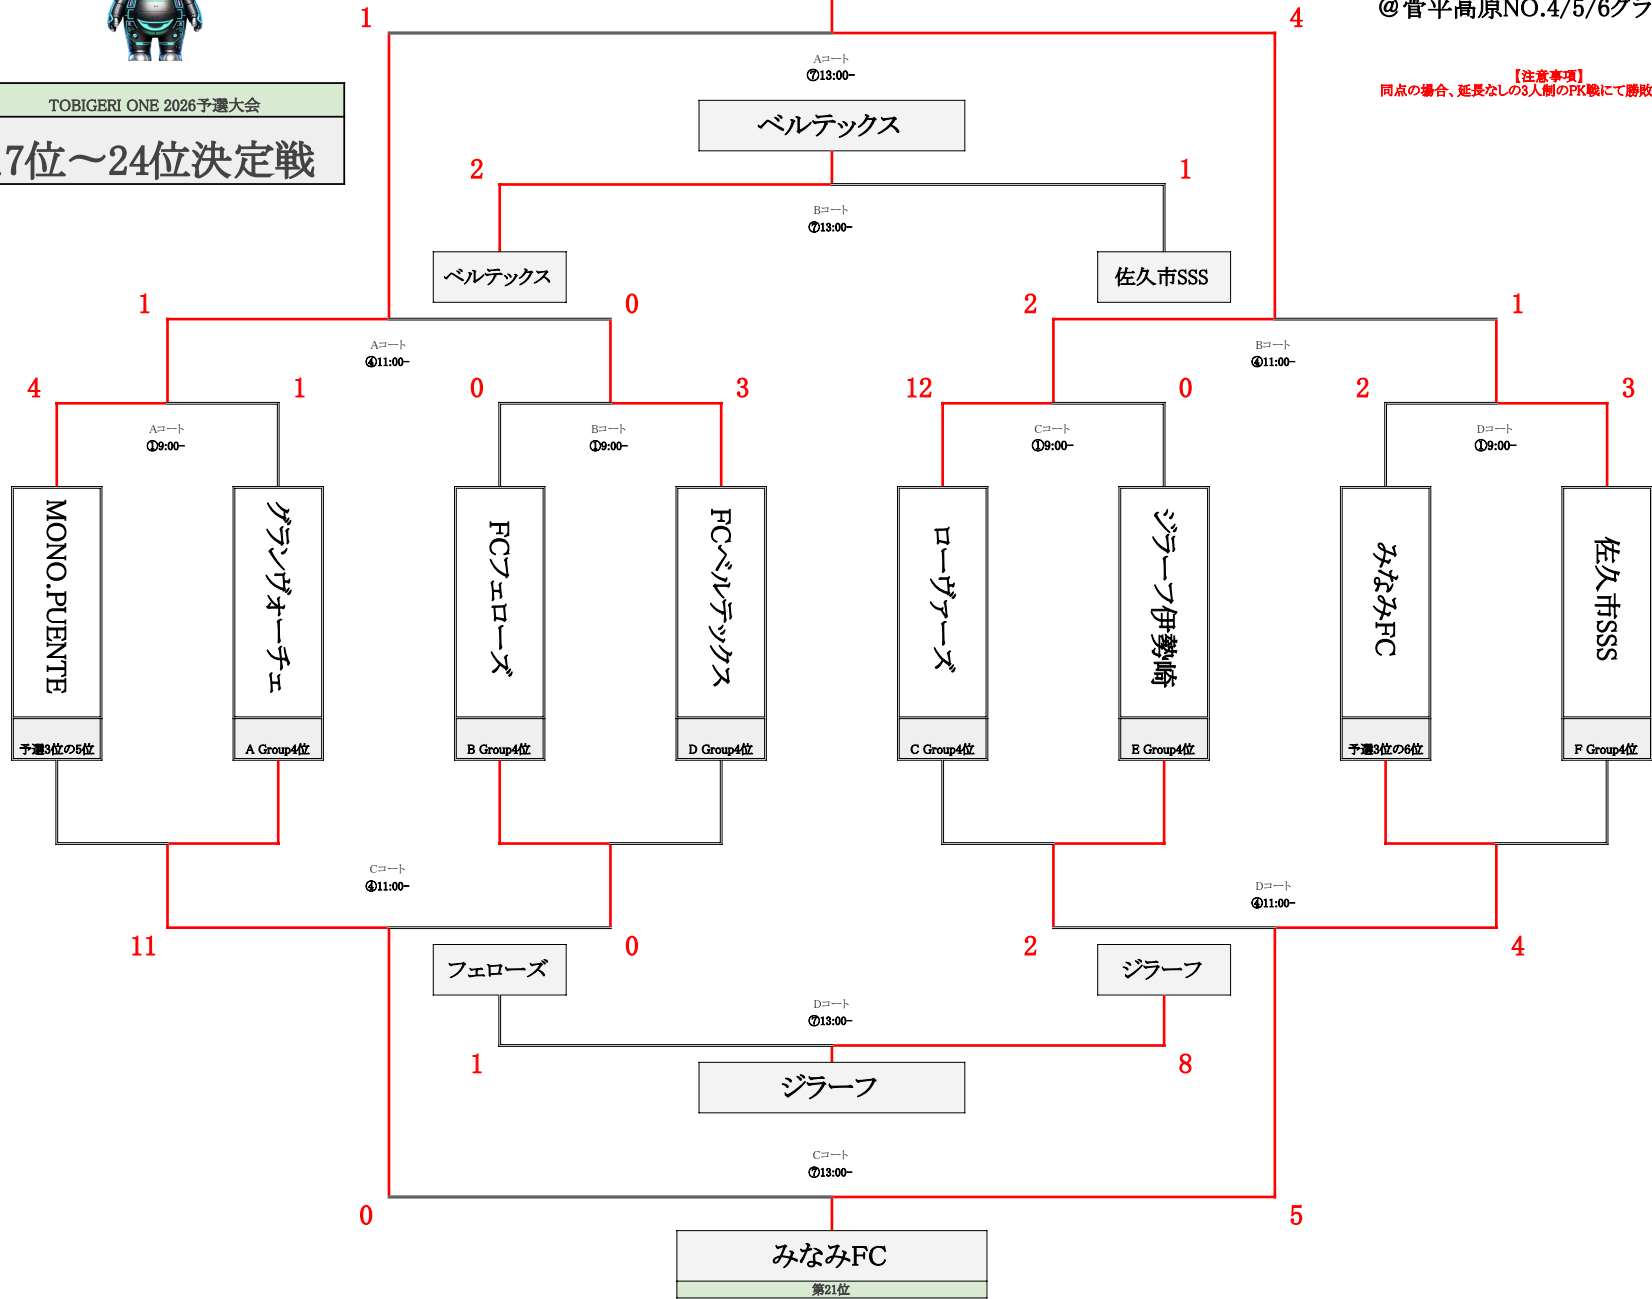 1
4
@菅平高原NO.4/5/6グラ
Aコート
⑦13:00-
【注意事項】
同点の場合、延長なしの3人制のPK戦にて勝敗
TOBIGERI ONE 2026予選大会
7位～24位決定戦
ベルテックス
2
1
Bコート
⑦13:00-
ベルテックス
佐久市SSS
1
0
2
1
Aコート
④11:00-
Bコート
④11:00-
4
1
0
3
12
0
2
3
Aコート
①9:00-
Bコート
①9:00-
Cコート
①9:00-
Dコート
①9:00-
MONO.PUENTE
グランヴォーチェ
FCフェローズ
FCベルテックス
ローヴァーズ
ジラーフ伊勢崎
みなみFC
佐久市SSS
予選3位の5位
A Group4位
B Group4位
D Group4位
C Group4位
E Group4位
予選3位の6位
F Group4位
Cコート
④11:00-
Dコート
④11:00-
11
0
2
4
フェローズ
ジラーフ
Dコート
⑦13:00-
1
8
ジラーフ
Cコート
⑦13:00-
0
5
みなみFC
第21位